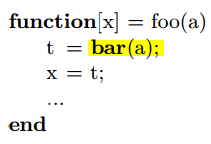 function[x] = foo(a)
t = bar(a);
x = t;
...
end